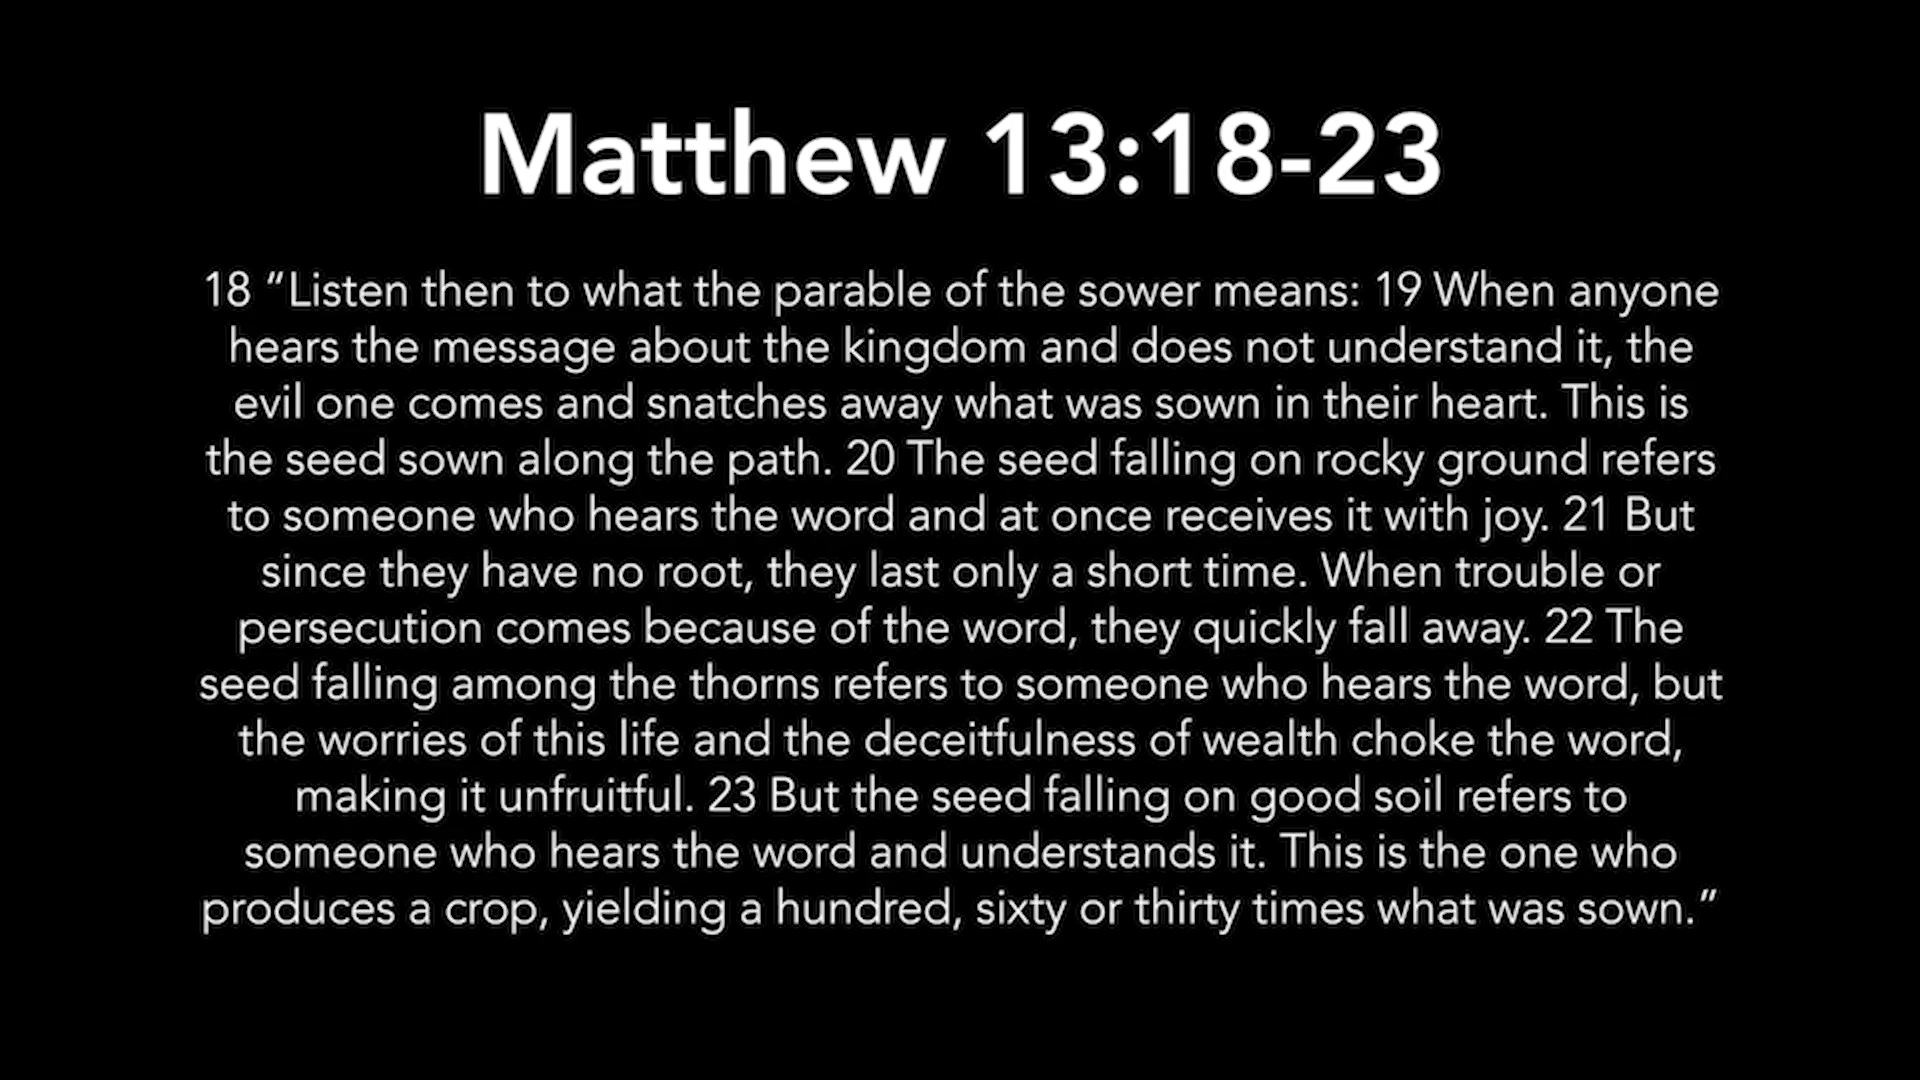 Matthew 13:18-23
18 “Listen then to what the parable of the sower means: 19 When anyone
hears the message about the kingdom and does not understand it, the
evil one comes and snatches away what was sown in their heart. This is
the seed sown along the path. 20 The seed falling on rocky ground refers
to someone who hears the word and at once receives it with joy. 21 But
since they have no root, they last only a short time. When trouble or
persecution comes because of the word, they quickly fall away. 22 The
seed falling among the thorns refers to someone who hears the word, but
the worries of this life and the deceitfulness of wealth choke the word,
making it unfruitful. 23 But the seed falling on good soil refers to
someone who hears the word and understands it. This is the one who
produces a crop, yielding a hundred, sixty or thirty times what was sown.”